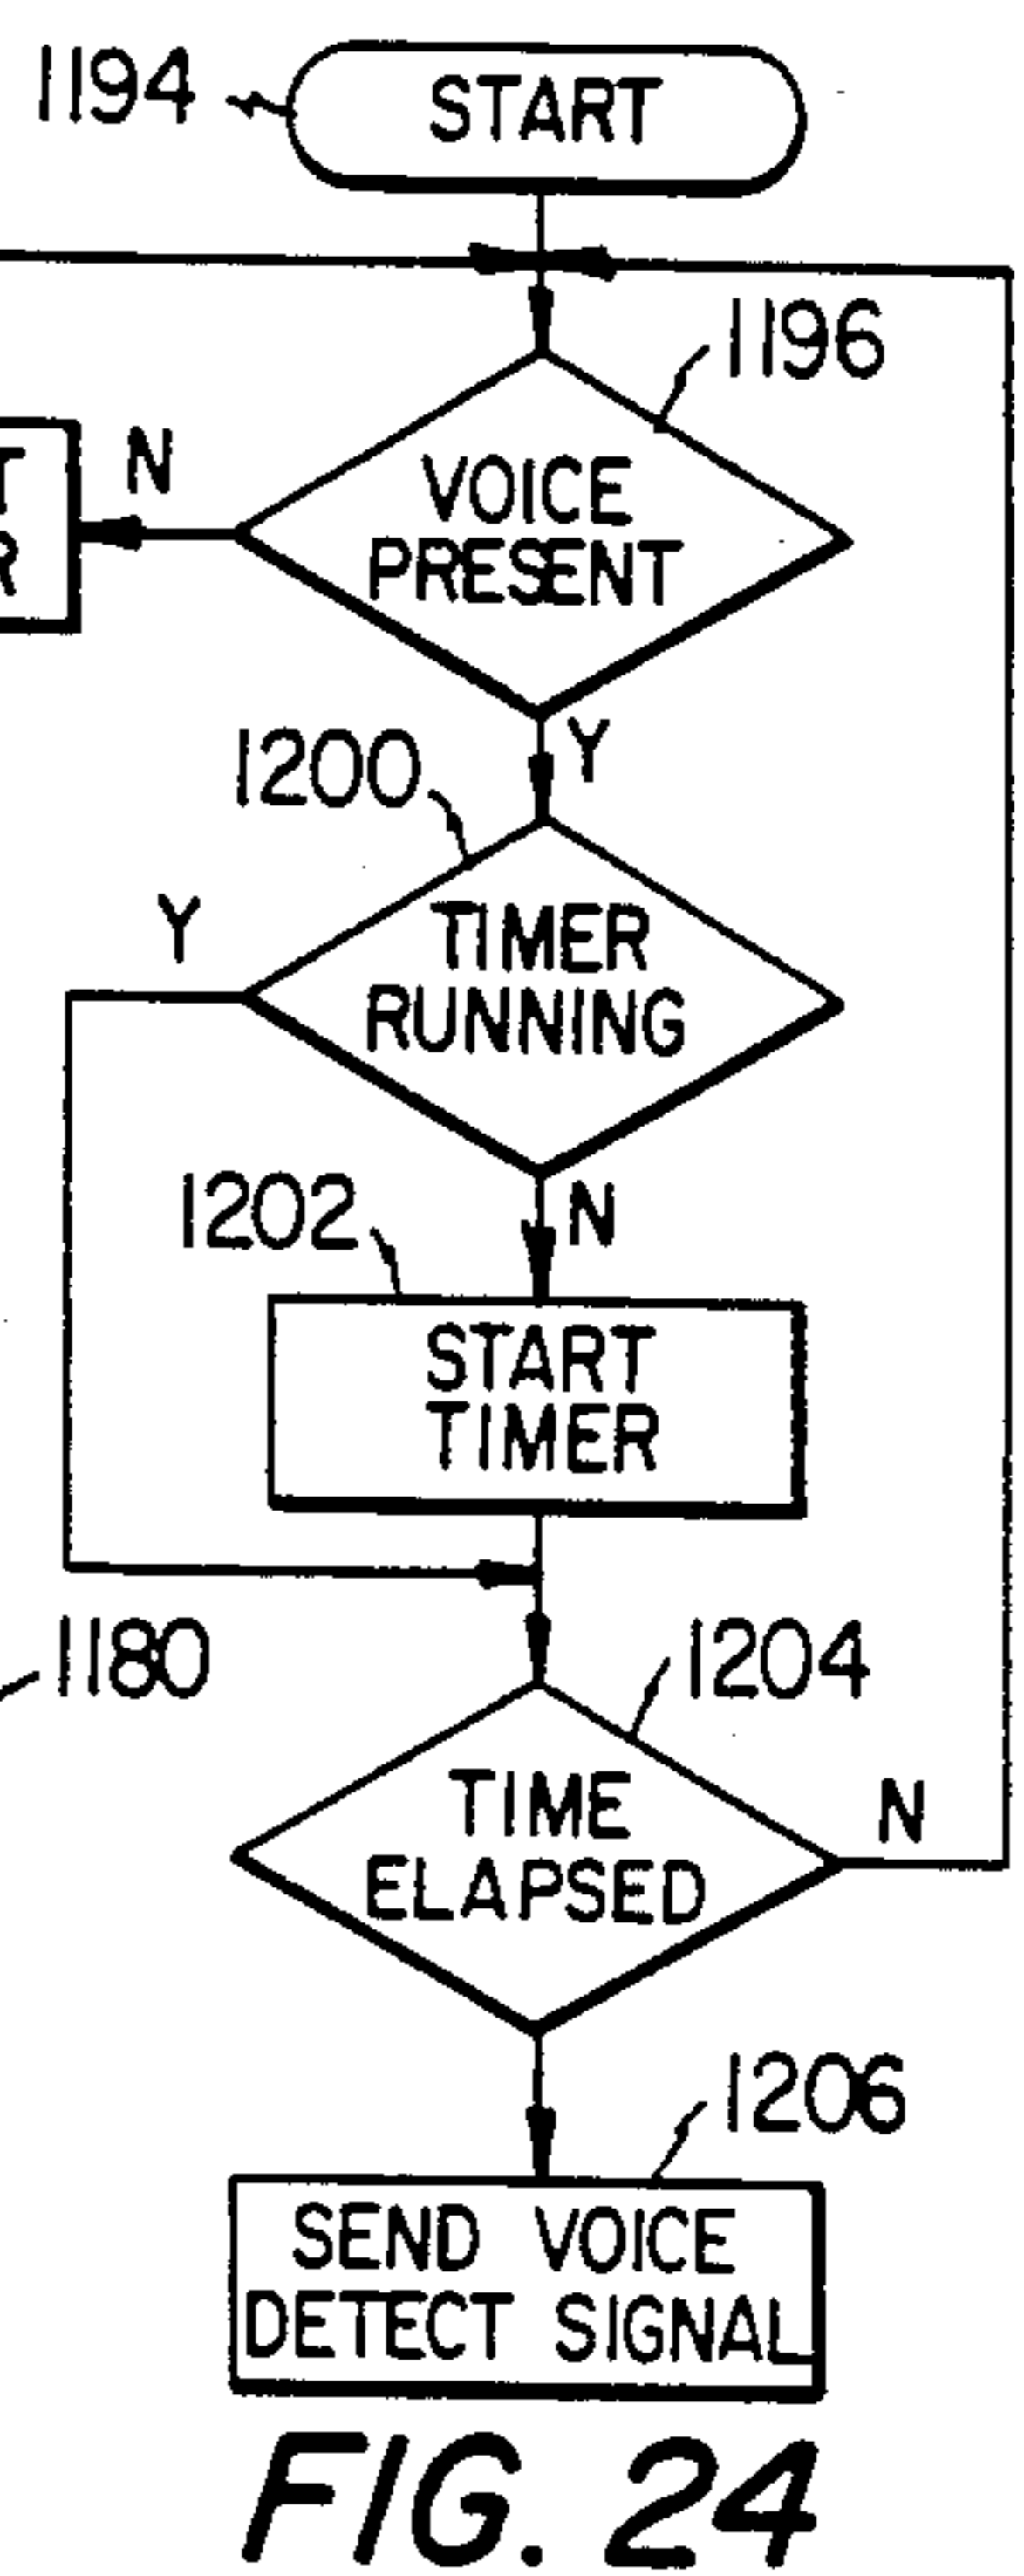 1194
START
1196
N
VOICE
PRESENT
Y
1200
Y
TIMER
RUNNING
N
1202
START
TIMER
1180
1204
TIME
ELAPSED
N
1206
SEND VOICE
DETECT SIGNAL
FIG. 24